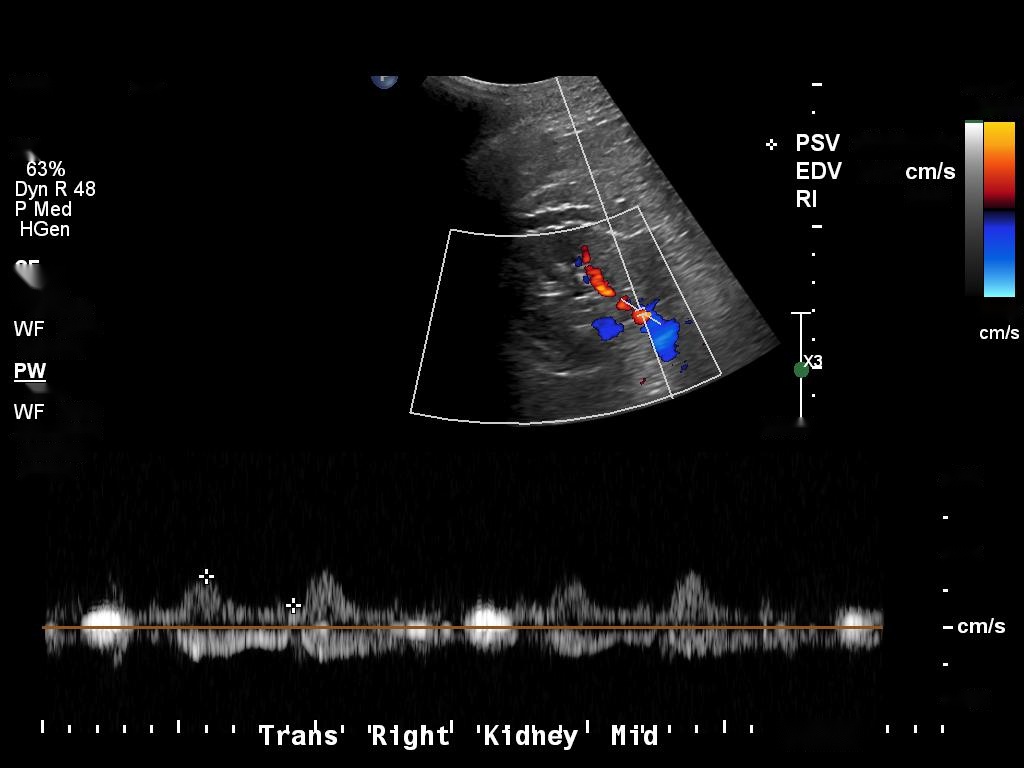 63%
Dyn R 48
P Med
HGen
WF
PW
WF
PSV
EDV
RI
cm/s
cm/s
X3
cm/s
Trans Right Kidney Mid